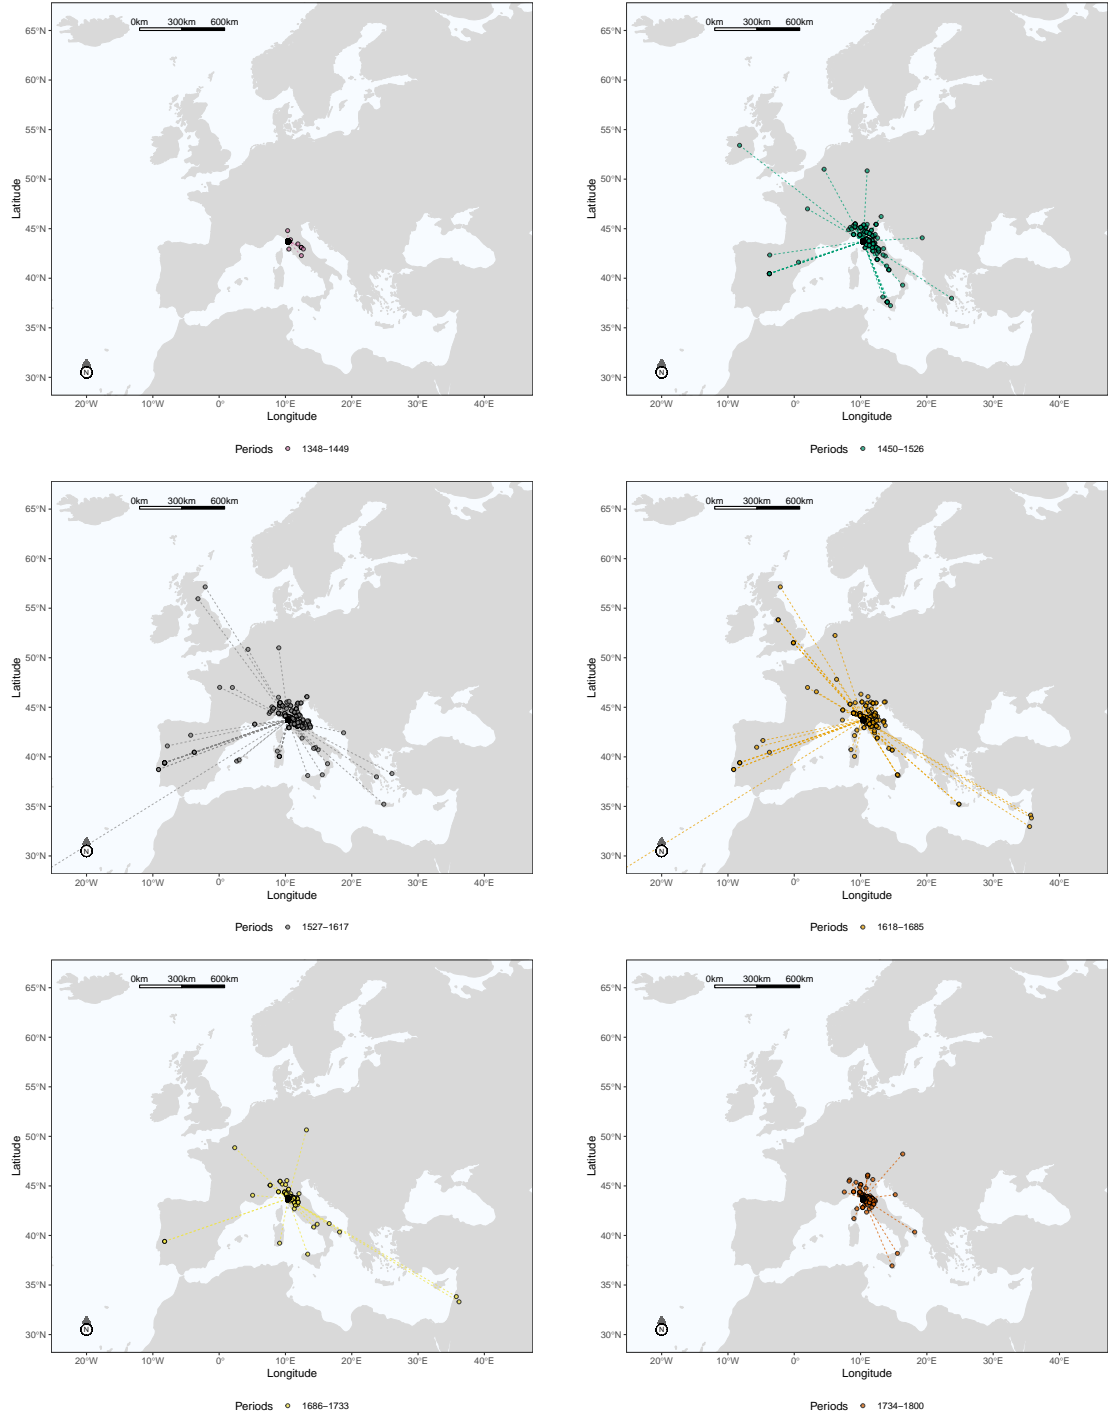 0km 300km 600km
65°N
60°N
55°N
50°N
45°N
40°N
35°N
30°N
Latitude
N
20°W 10°W 0° 10°E 20°E 30°E 40°E
Longitude
Periods 1348–1449
0km 300km 600km
65°N
60°N
55°N
50°N
45°N
40°N
35°N
30°N
Latitude
N
20°W 10°W 0° 10°E 20°E 30°E 40°E
Longitude
Periods 1450–1526
0km 300km 600km
65°N
60°N
55°N
50°N
45°N
40°N
35°N
30°N
Latitude
N
20°W 10°W 0° 10°E 20°E 30°E 40°E
Longitude
Periods 1527–1617
0km 300km 600km
65°N
60°N
55°N
50°N
45°N
40°N
35°N
30°N
Latitude
N
20°W 10°W 0° 10°E 20°E 30°E 40°E
Longitude
Periods 1618–1685
0km 300km 600km
65°N
60°N
55°N
50°N
45°N
40°N
35°N
30°N
Latitude
N
20°W 10°W 0° 10°E 20°E 30°E 40°E
Longitude
Periods 1686–1733
0km 300km 600km
65°N
60°N
55°N
50°N
45°N
40°N
35°N
30°N
Latitude
N
20°W 10°W 0° 10°E 20°E 30°E 40°E
Longitude
Periods 1734–1800